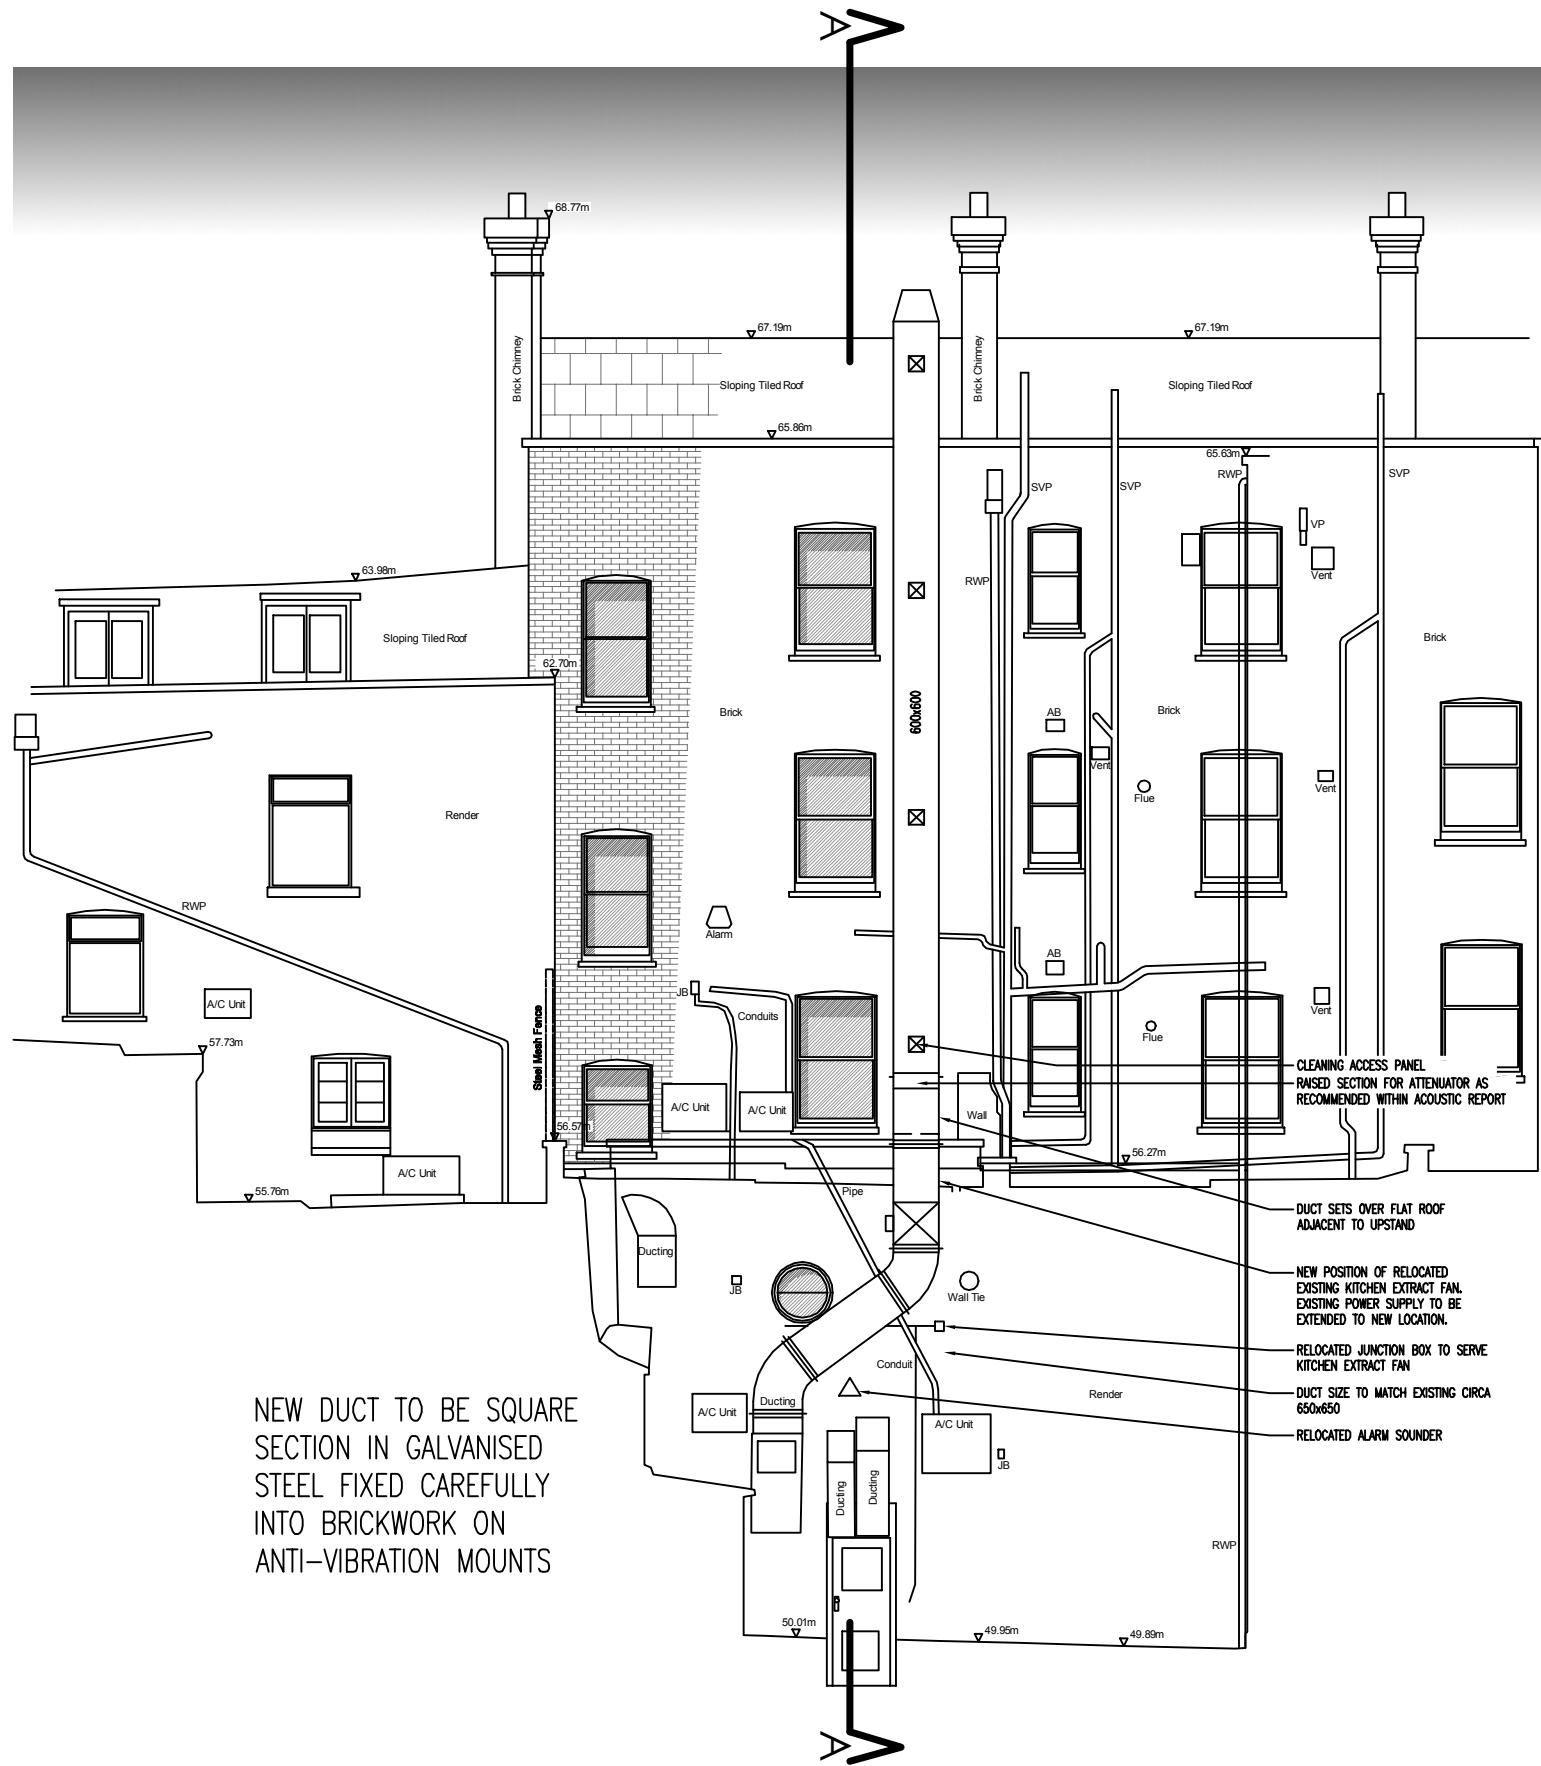 A
68.77m
67.19m
67.19m
Brick Chimney
Brick Chimney
Sloping Tiled Roof
Sloping Tiled Roof
65.86m
65.63m
RWP
SVP
SVP
SVP
VP
Vent
63.98m
RWP
Sloping Tiled Roof
Brick
62.70m
600x600
Brick
AB
Brick
Vent
Flue
Vent
Render
RWP
Alarm
AB
JB
A/C Unit
Conduits
Vent
Steel Mesh Fence
Flue
57.73m
CLEANING ACCESS PANEL
RAISED SECTION FOR ATTENUATOR AS
RECOMMENDED WITHIN ACOUSTIC REPORT
A/C Unit
A/C Unit
Wall
56.57m
56.27m
A/C Unit
55.76m
Pipe
DUCT SETS OVER FLAT ROOF
ADJACENT TO UPSTAND
Ducting
NEW POSITION OF RELOCATED
EXISTING KITCHEN EXTRACT FAN.
EXISTING POWER SUPPLY TO BE
EXTENDED TO NEW LOCATION.
JB
Wall Tie
RELOCATED JUNCTION BOX TO SERVE
KITCHEN EXTRACT FAN
Conduit
DUCT SIZE TO MATCH EXISTING CIRCA
650x650
Render
Ducting
A/C Unit
A/C Unit
RELOCATED ALARM SOUNDER
JB
Ducting
Ducting
NEW DUCT TO BE SQUARE
SECTION IN GALVANISED
STEEL FIXED CAREFULLY
INTO BRICKWORK ON
ANTI-VIBRATION MOUNTS
RWP
50.01m
49.95m
49.89m
A